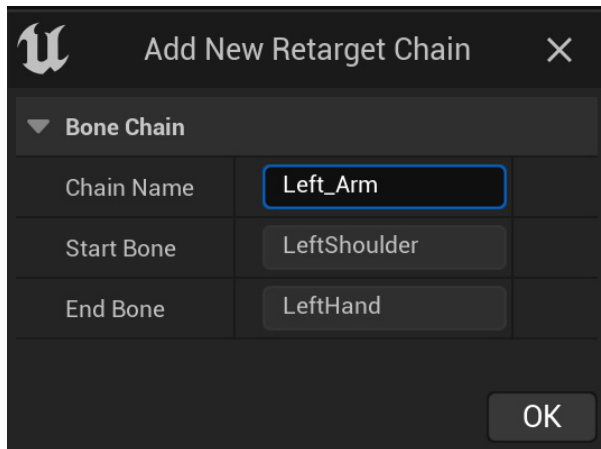 Add New Retarget Chain
Bone Chain
Chain Name Left_Arm
Start Bone LeftShoulder
End Bone LeftHand
OK